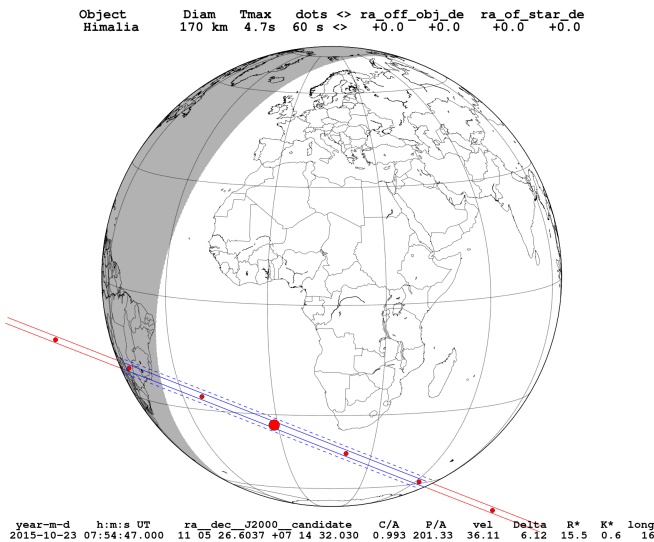 Object Diam Tmax dots <> ra_off_obj_de ra_of_star_de
Himalia 170 km 4.7s 60 s <> +0.0 +0.0 +0.0 +0.0
year-m-d h:m:s UT ra__dec__J2000__candidate C/A P/A vel Delta R* K* long
2015-10-23 07:54:47.000 11 05 26.6037 +07 14 32.030 0.993 201.33 36.11 6.12 15.5 0.6 16